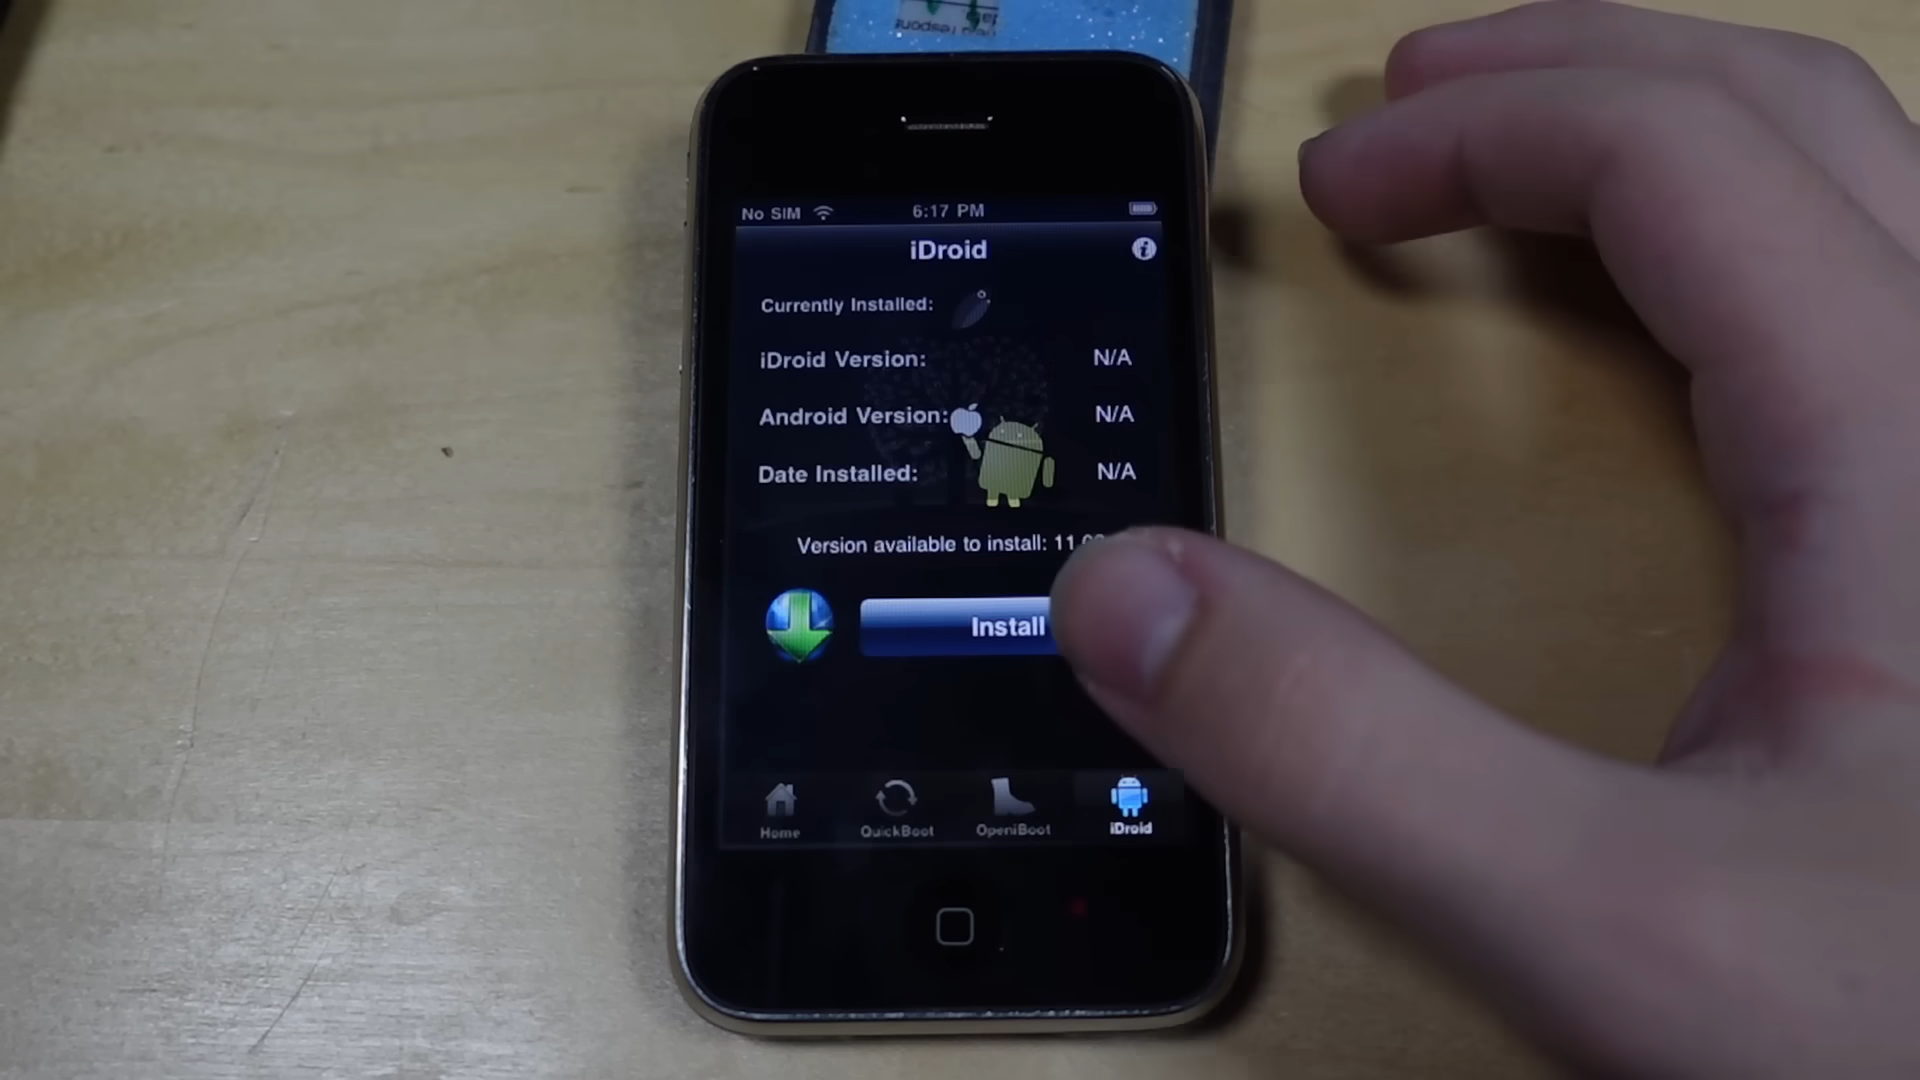 No SIM 6:17 PM
iDroid
Currently Installed:
iDroid Version: N/A
Android Version: N/A
Date Installed: N/A
Version available to install: 11
Install
Home QuickBoot OpeniBoot iDroid